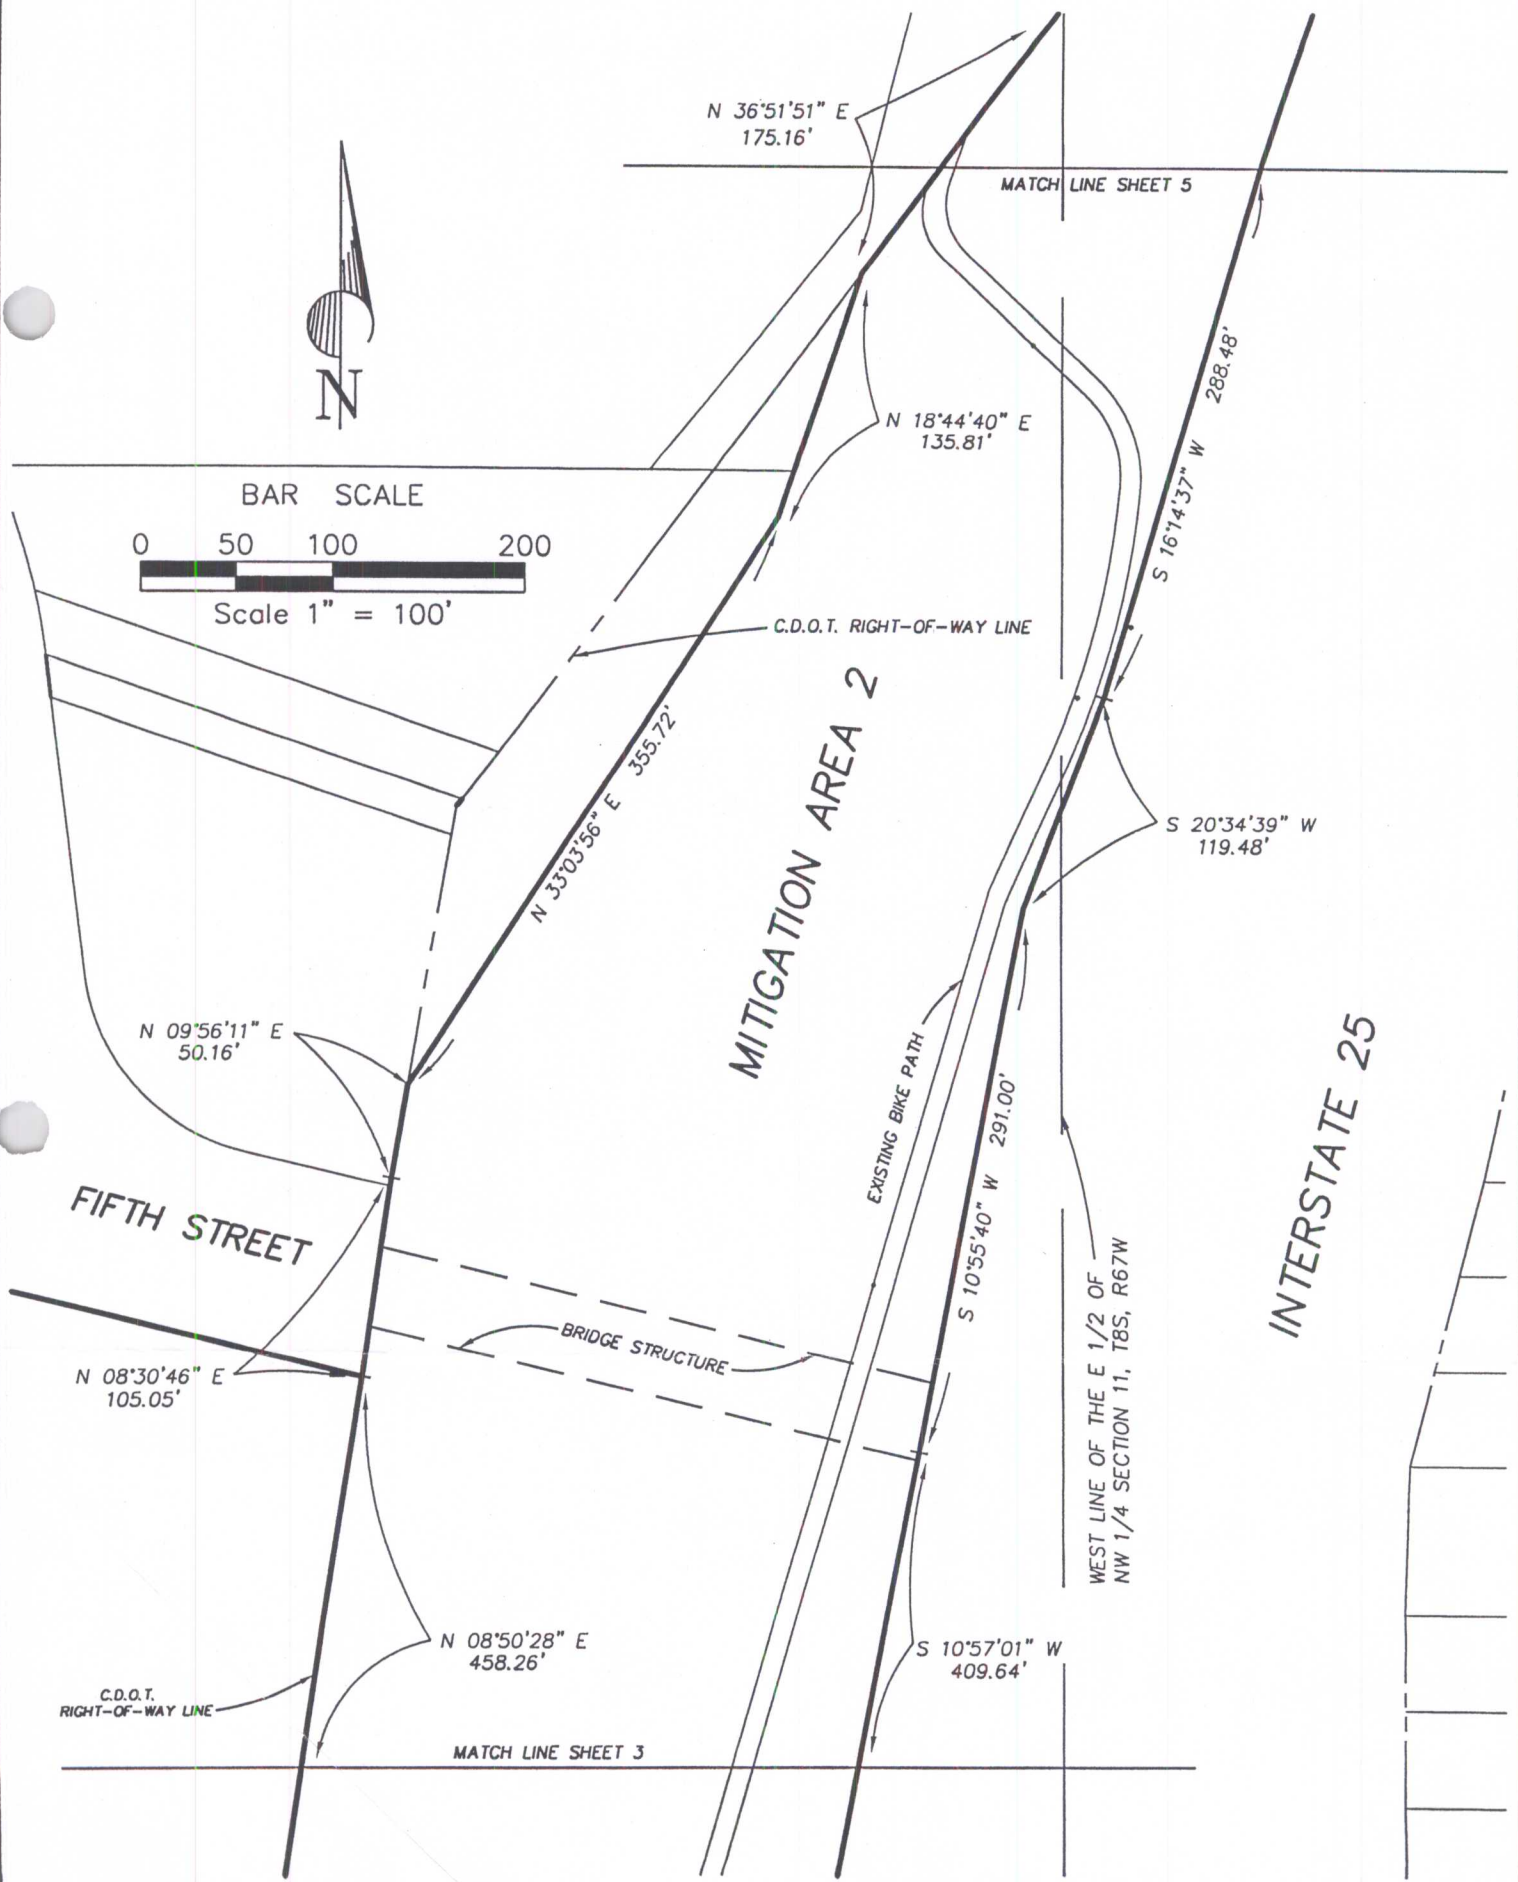 N 36°51'51" E
175.16'
MATCH LINE SHEET 5
N
288.48'
S 16°14'37" W
N 18°44'40" E
135.81'
BAR SCALE
0 50 100 200
Scale 1" = 100'
C.D.O.T. RIGHT-OF-WAY LINE
MITIGATION AREA 2
N 33°03'56" E 355.72'
S 20°34'39" W
119.48'
N 09°56'11" E
50.16'
EXISTING BIKE PATH
S 10°55'40" W 291.00'
INTERSTATE 25
FIFTH STREET
WEST LINE OF THE E 1/2 OF
NW 1/4 SECTION 11, T8S, R67W
BRIDGE STRUCTURE
N 08°30'46" E
105.05'
N 08°50'28" E
458.26'
S 10°57'01" W
409.64'
C.D.O.T.
RIGHT-OF-WAY LINE
MATCH LINE SHEET 3